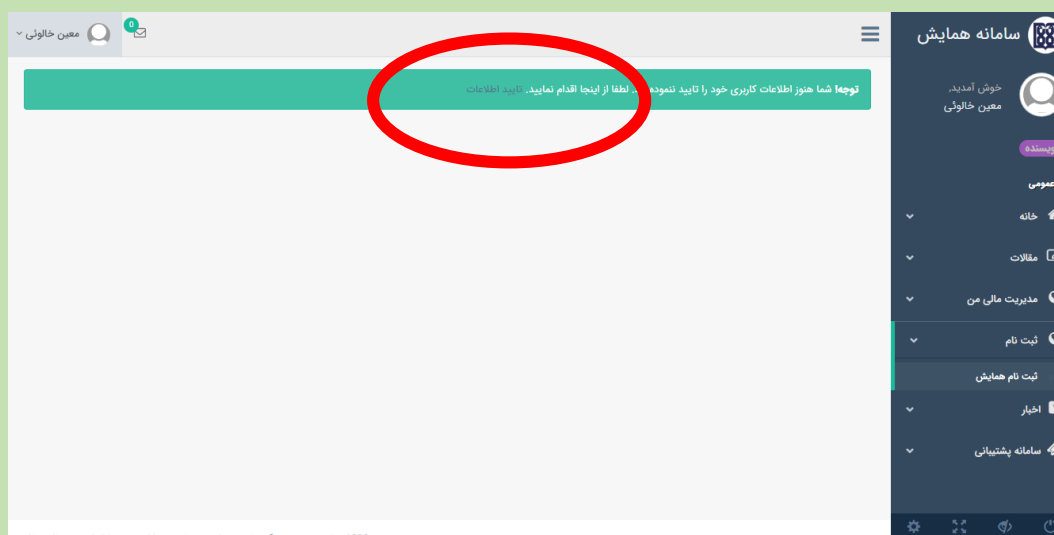 سامانه همایش
معین خالوئی
0
خوش آمدید,
معین خالوئی
توجه! شما هنوز اطلاعات کاربری خود را تایید ننموده لطفا از اینجا اقدام نمایید. تایید اطلاعات
خانه
مقالات
مدیریت مالی من
ثبت نام
ثبت نام همایش
اخبار
سامانه پشتیبانی